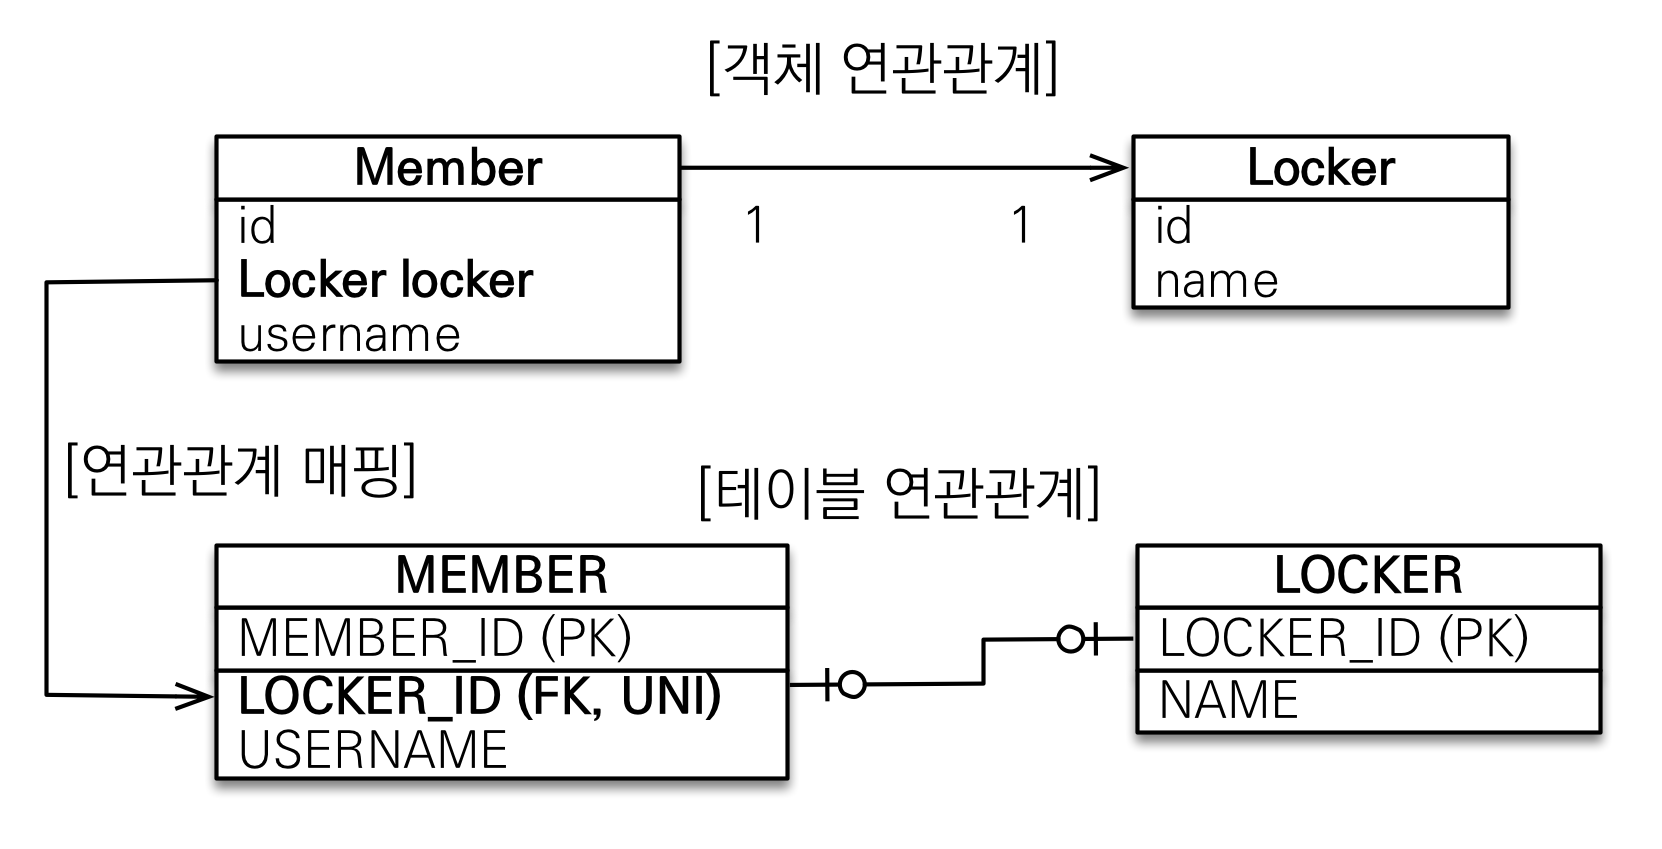 [객체 연관관계]
Member
Locker
id
Locker locker
username
1
1
id
name
[연관관계 매핑]
[테이블 연관관계]
MEMBER
MEMBER_ID (PK)
LOCKER_ID (FK, UNI)
USERNAME
LOCKER
LOCKER_ID (PK)
NAME